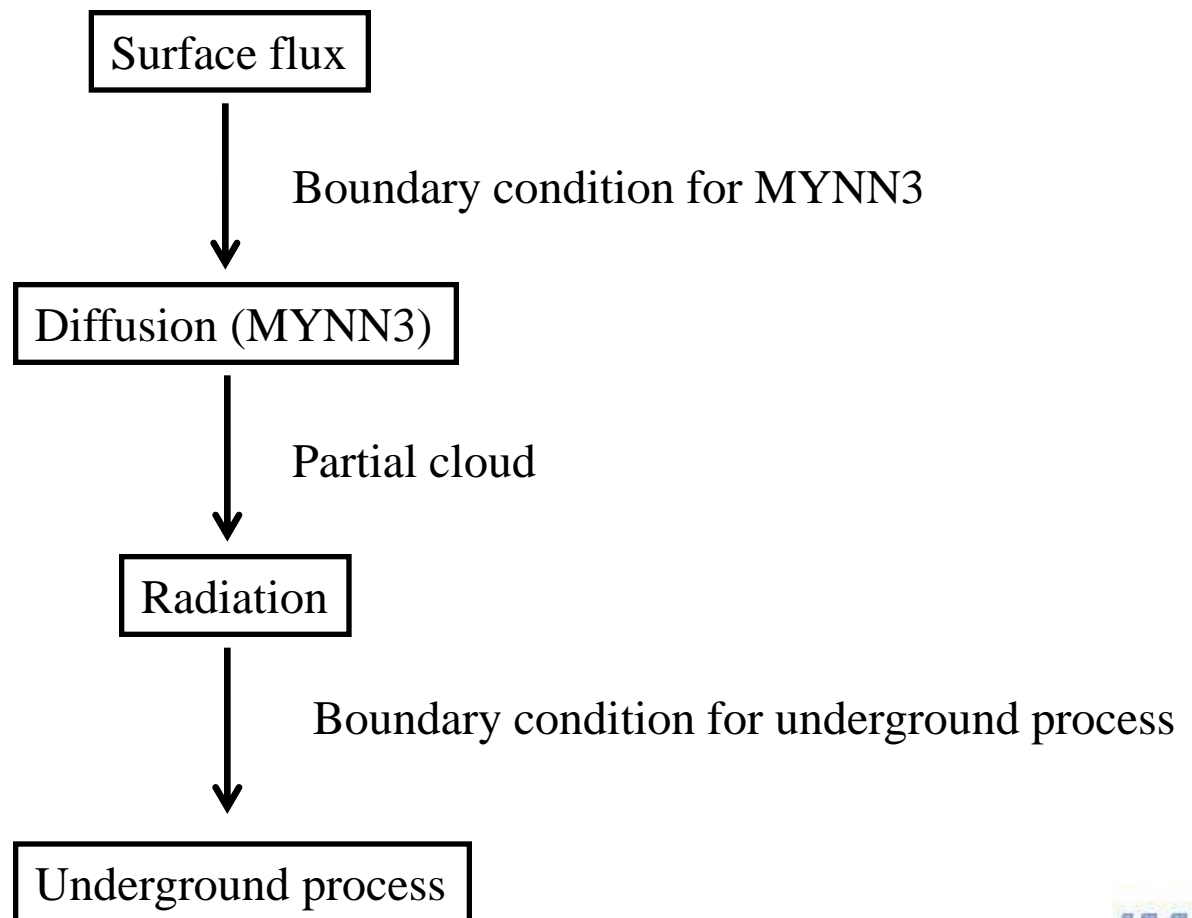 Surface flux
Boundary condition for MYNN3
Diffusion (MYNN3)
Partial cloud
Radiation
Boundary condition for underground process
Underground process